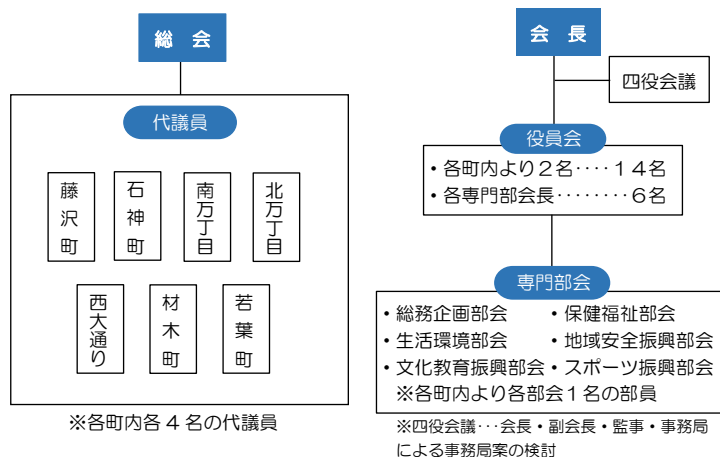 総 会
代議員
藤沢町
石神町
南万丁目
北万丁目
西大通り
材木町
若葉町
※各町内各４名の代議員
会 長
四役会議
役員会
・各町内より２名‥‥１４名
・各専門部会長‥‥‥‥６名
専門部会
・総務企画部会 ・保健福祉部会
・生活環境部会 ・地域安全振興部会
・文化教育振興部会・スポーツ振興部会
※各町内より各部会１名の部員
※四役会議…会長・副会長・監事・事務局
による事務局案の検討